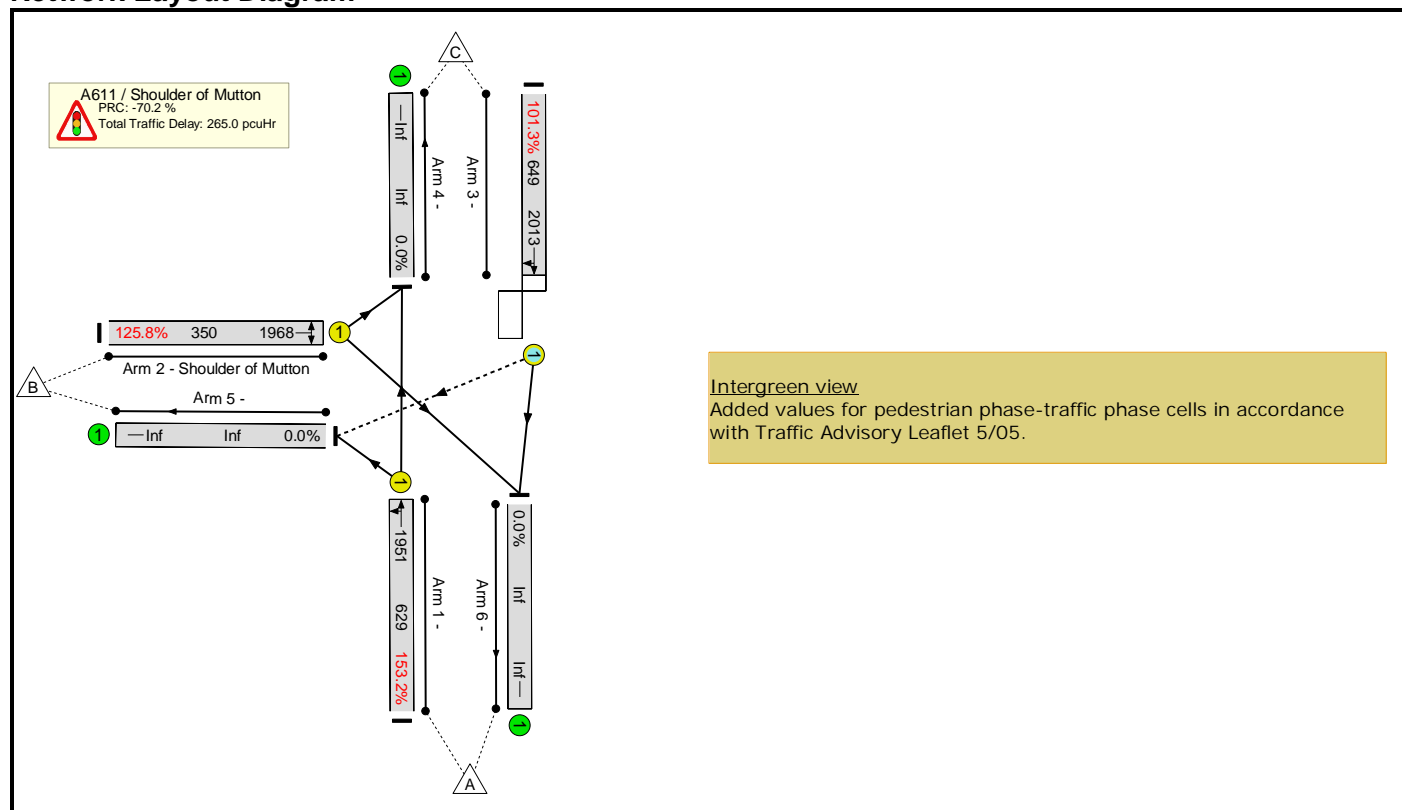 Network Layout Diagram
A611 / Shoulder of Mutton
PRC: -70.2 %
Total Traffic Delay: 265.0 pcuHr
C
1
Inf
Inf
0.0%
Arm 4 -
Arm 3 -
101.3%
649
2013
125.8% 350 1968
1
Arm 2 - Shoulder of Mutton
B
Arm 5 -
1
Inf Inf 0.0%
1
1
1951
629
153.2%
Arm 1 -
Arm 6 -
0.0%
Inf
Inf
1
A
Intergreen view
Added values for pedestrian phase-traffic phase cells in accordance
with Traffic Advisory Leaflet 5/05.